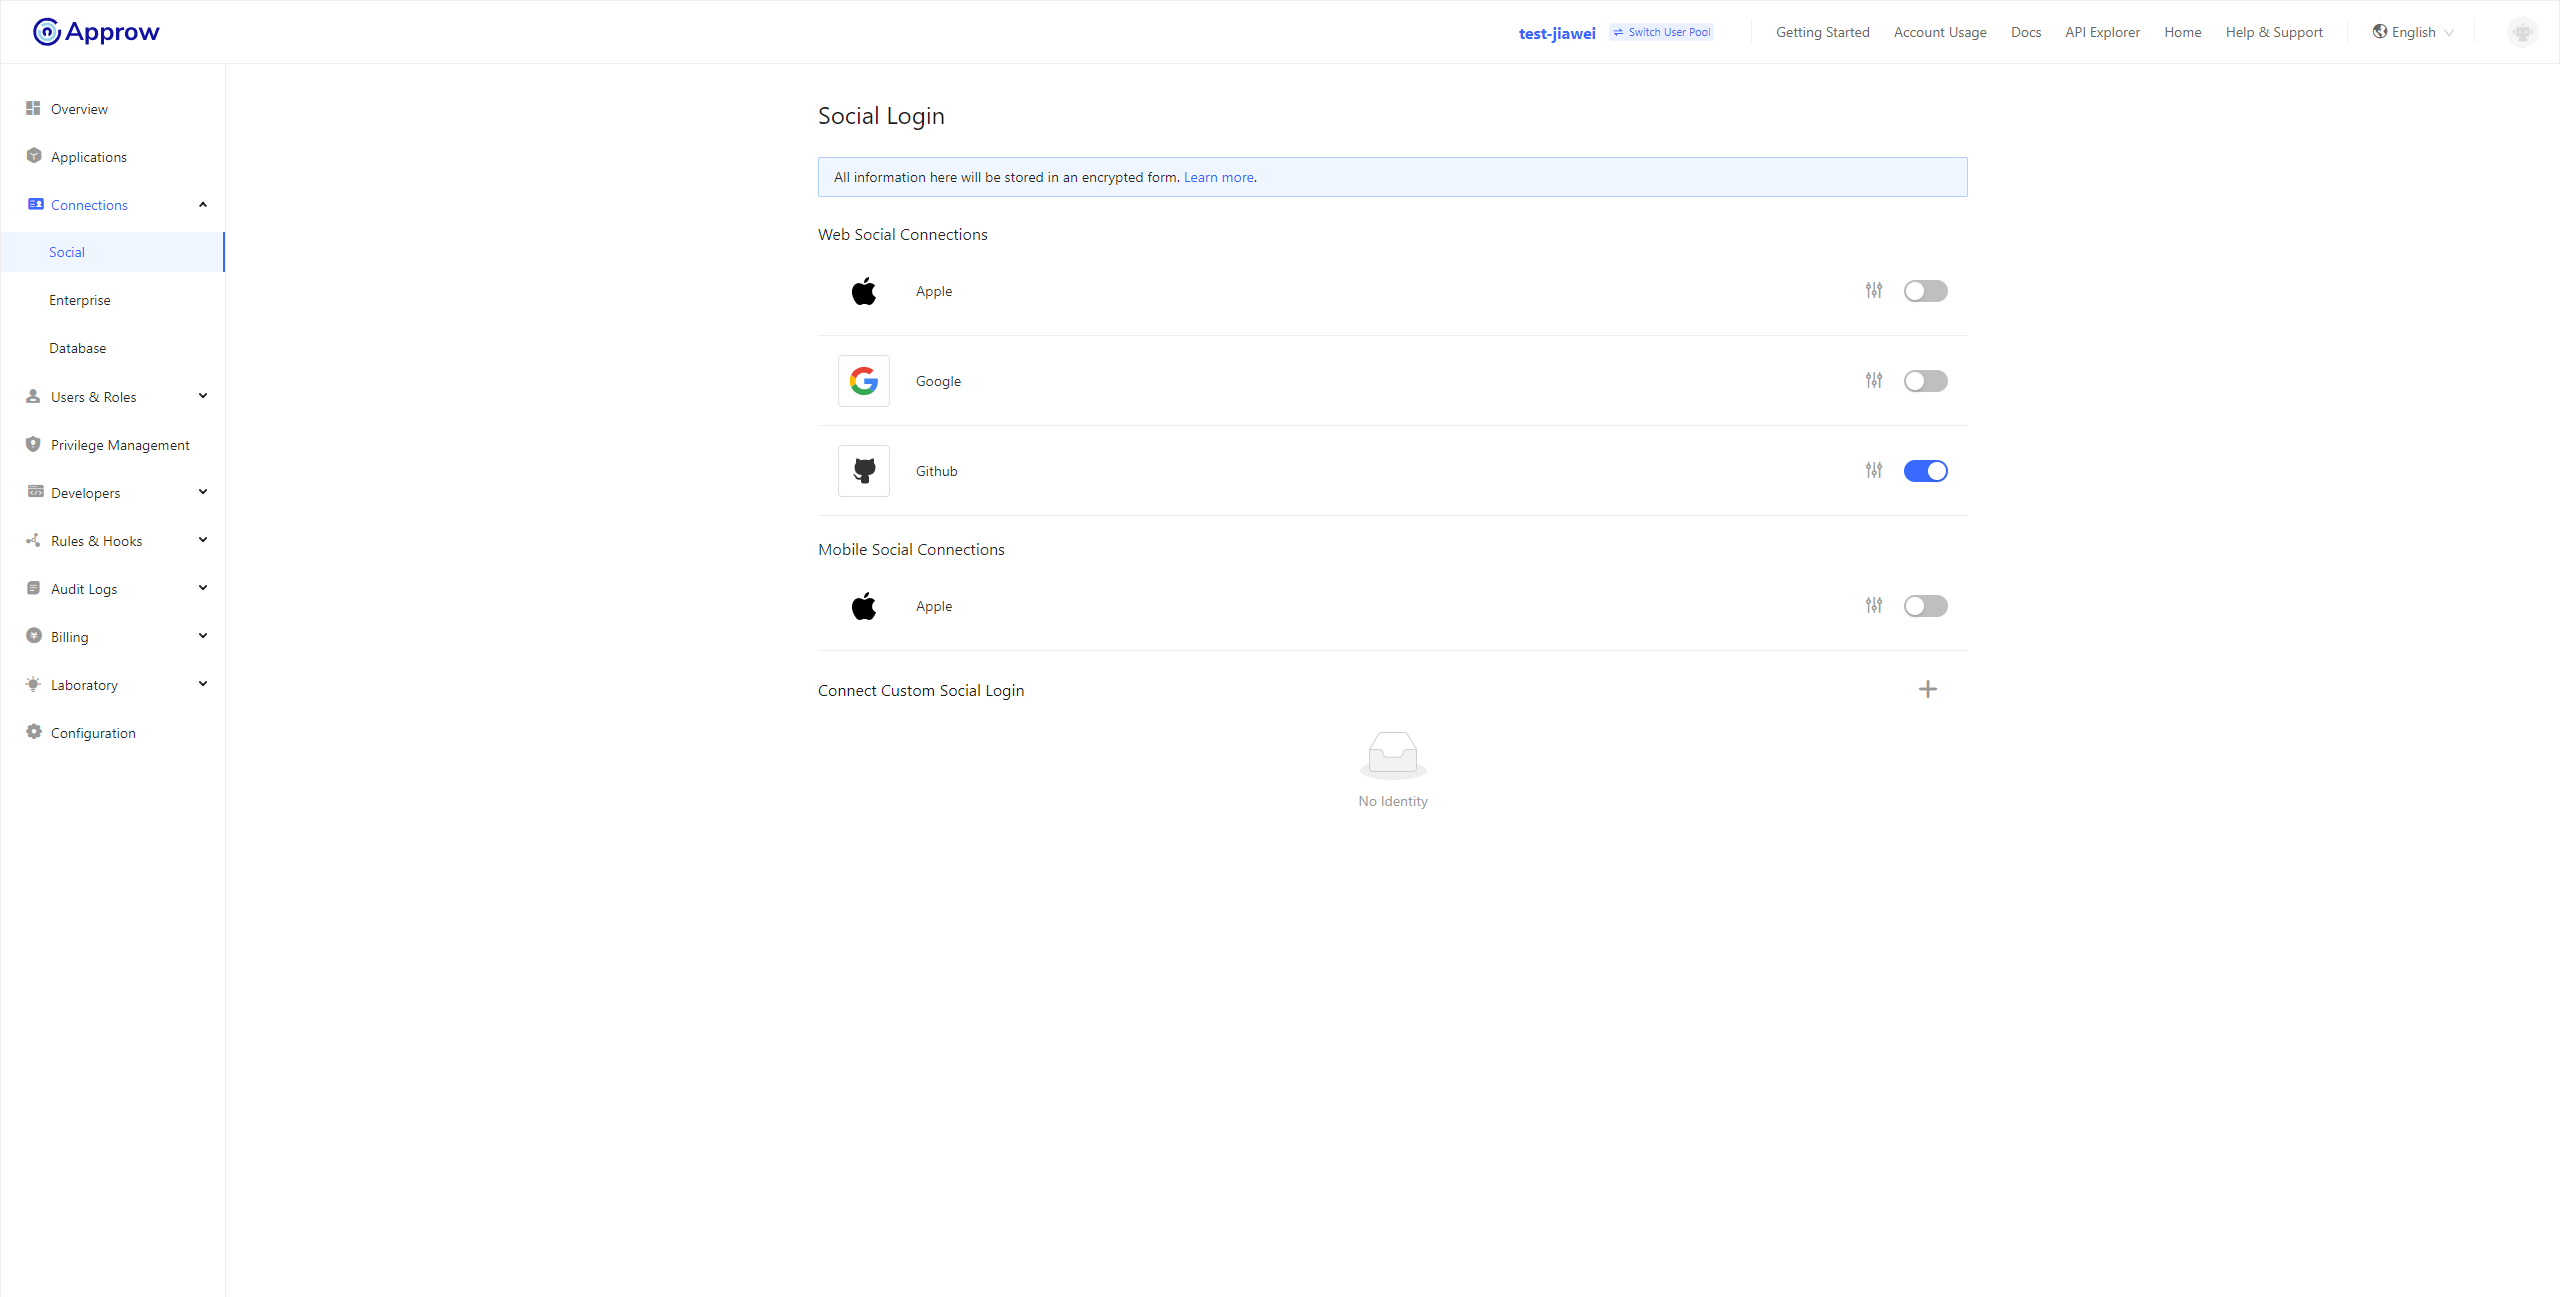 Approw
test-jiawei Switch User Pool Getting Started Account Usage Docs API Explorer Home Help & Support English
Overview
Applications
Connections
Social
Enterprise
Database
Users & Roles
Privilege Management
Developers
Rules & Hooks
Audit Logs
Billing
Laboratory
Configuration
Social Login
All information here will be stored in an encrypted form. Learn more.
Web Social Connections
Apple
Google
Github
Mobile Social Connections
Apple
Connect Custom Social Login
No Identity